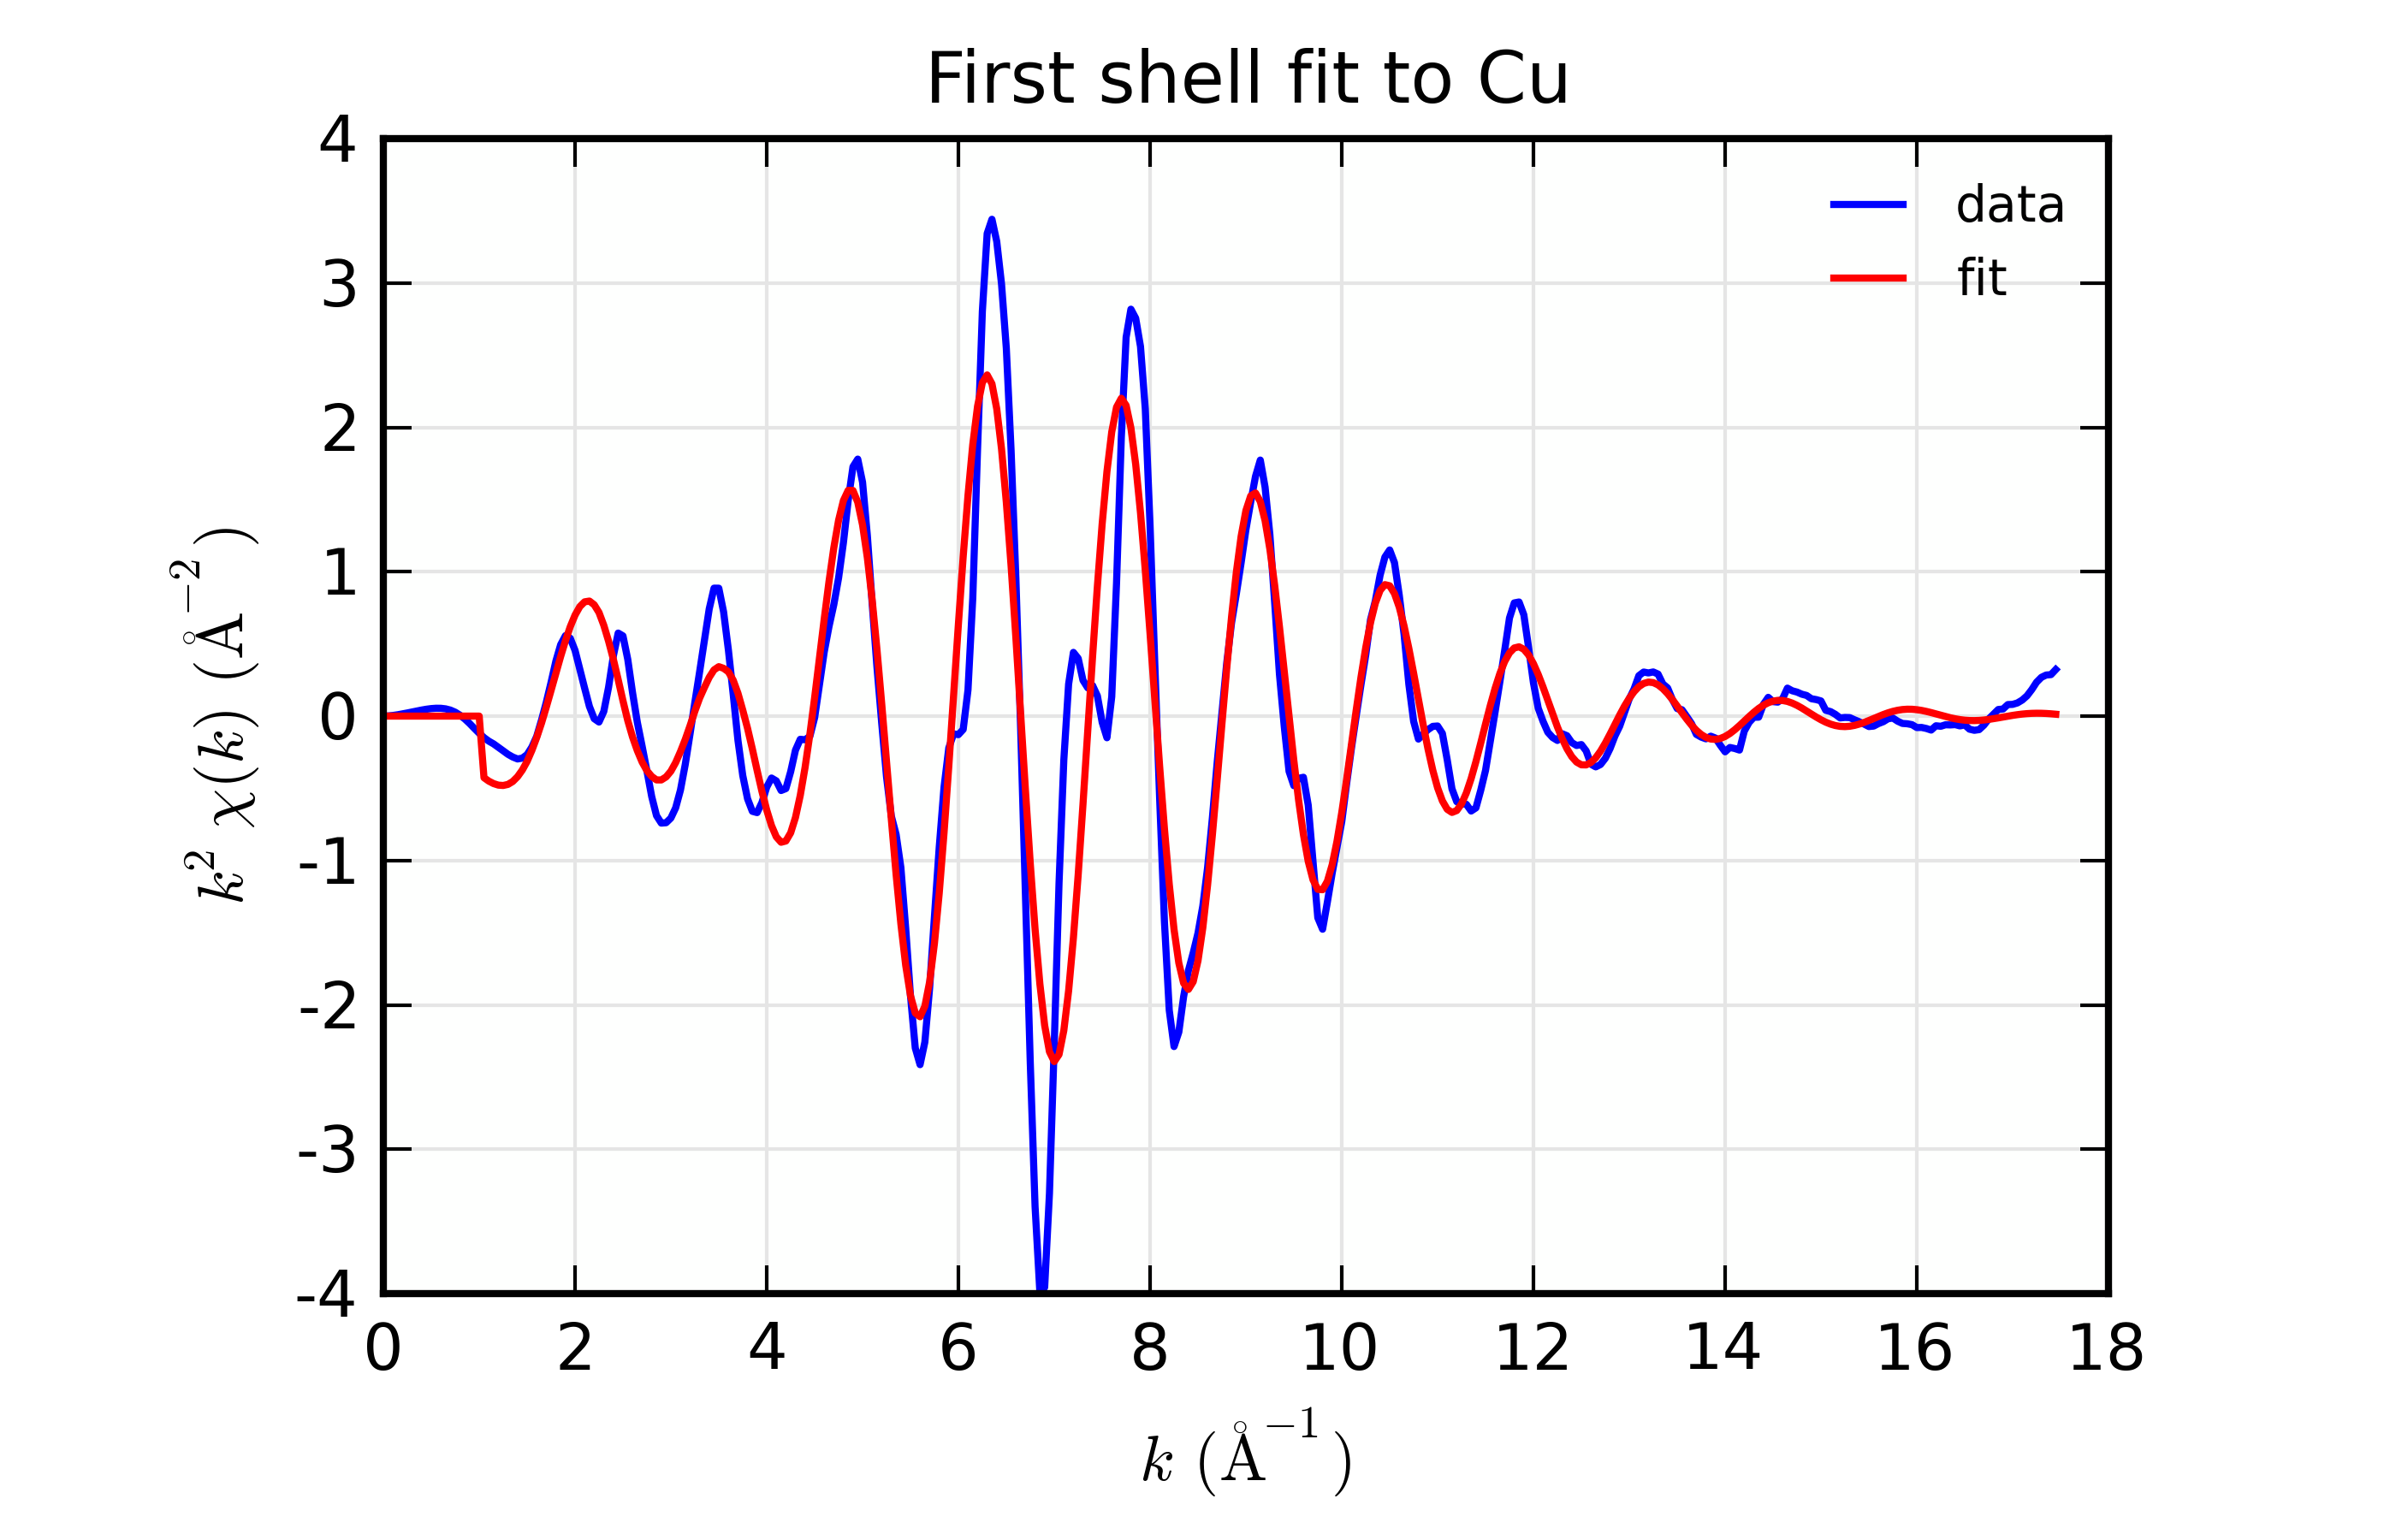 First shell fit to Cu
data
fit
4
3
2
1
0
-1
-2
-3
-4
k² χ(k) (Å⁻²)
0 2 4 6 8 10 12 14 16 18
k (Å⁻¹)